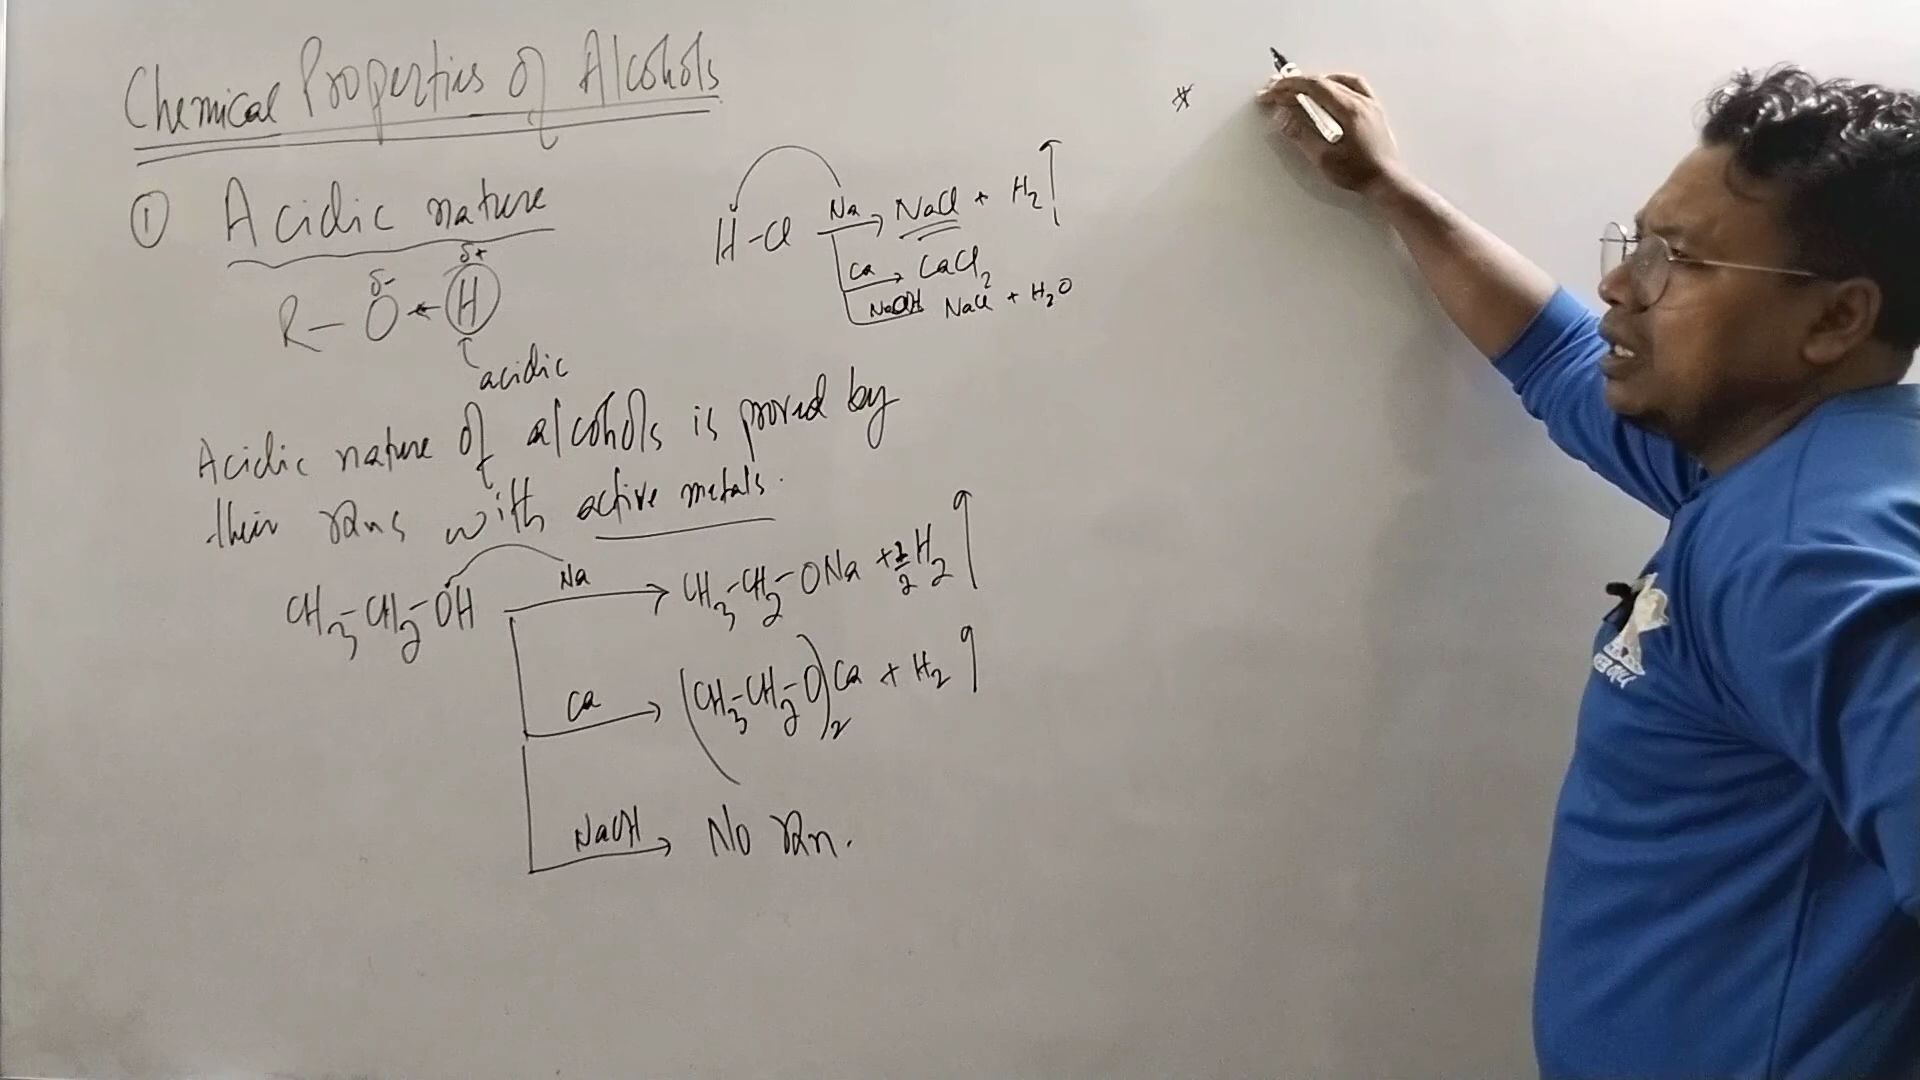 Chemical Properties of Alcohols
① Acidic nature
R - O ← H
δ- δ+
acidic
H-Cl Na → NaCl + H2↑
Ca → CaCl2
NaOH NaCl + H2O
Acidic nature of alcohols is proved by
their rxns with active metals.
CH3-CH2-OH Na → CH3-CH2-ONa + 1/2 H2↑
Ca → (CH3-CH2-O)2Ca + H2↑
NaOH → No rxn.
*